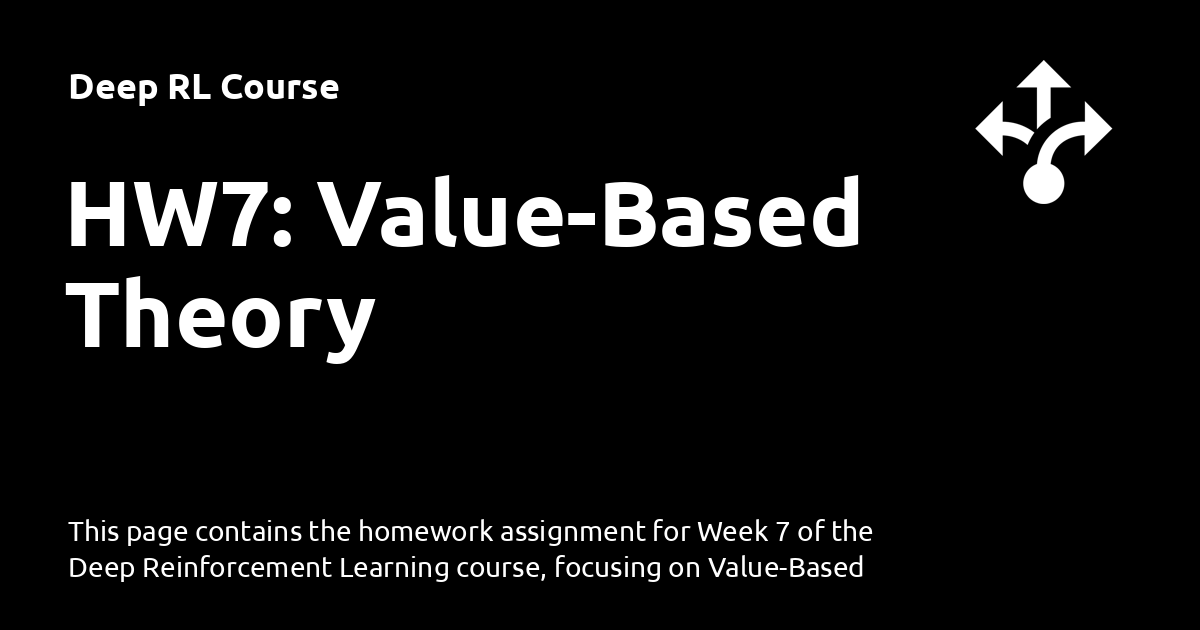 Deep RL Course
HW7: Value-Based
Theory
This page contains the homework assignment for Week 7 of the
Deep Reinforcement Learning course, focusing on Value-Based